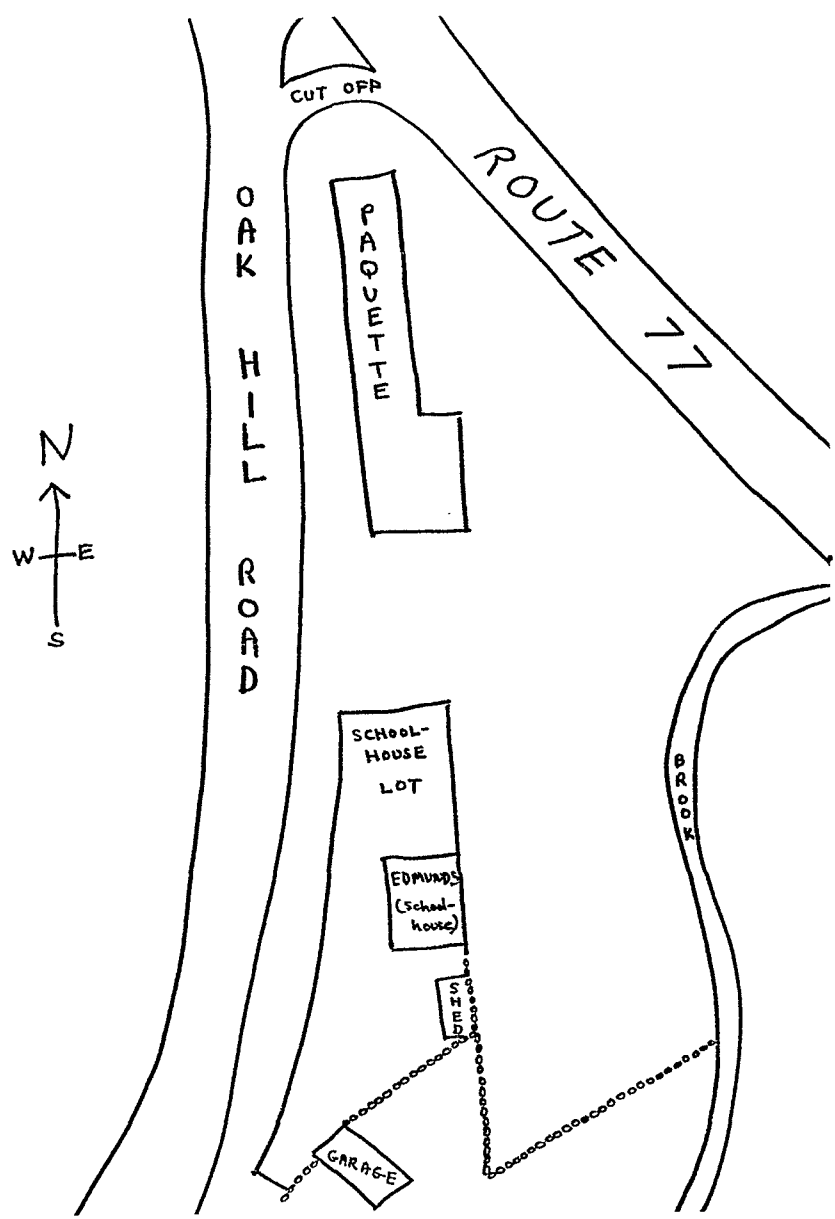 CUT OFF
ROUTE 77
OAK HILL ROAD
PAQUETTE
N
W E
S
SCHOOL-
HOUSE
LOT
BROOK
EDMUNDS
(School-
house)
SHED
GARAGE